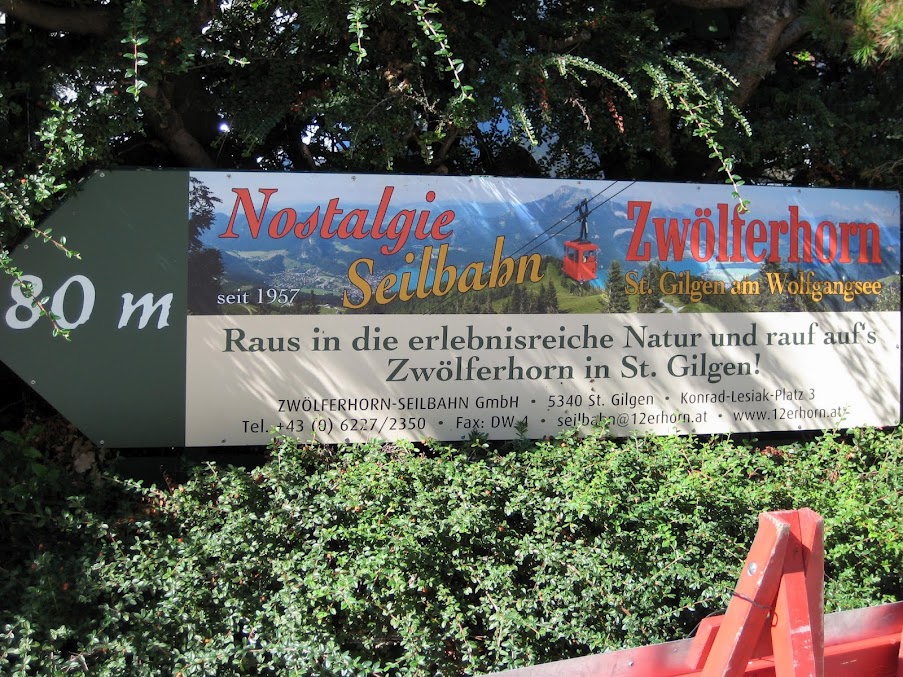 80 m
Nostalgie
Seilbahn
seit 1957
Zwölferhorn
St. Gilgen am Wolfgangsee
Raus in die erlebnisreiche Natur und rauf auf's
Zwölferhorn in St. Gilgen!
ZWÖLFERHORN-SEILBAHN GmbH • 5340 St. Gilgen • Konrad-Lesiak-Platz 3
Tel. +43 (0) 6227/2350 • Fax: DW 4 • seilbahn@12erhorn.at • www.12erhorn.at